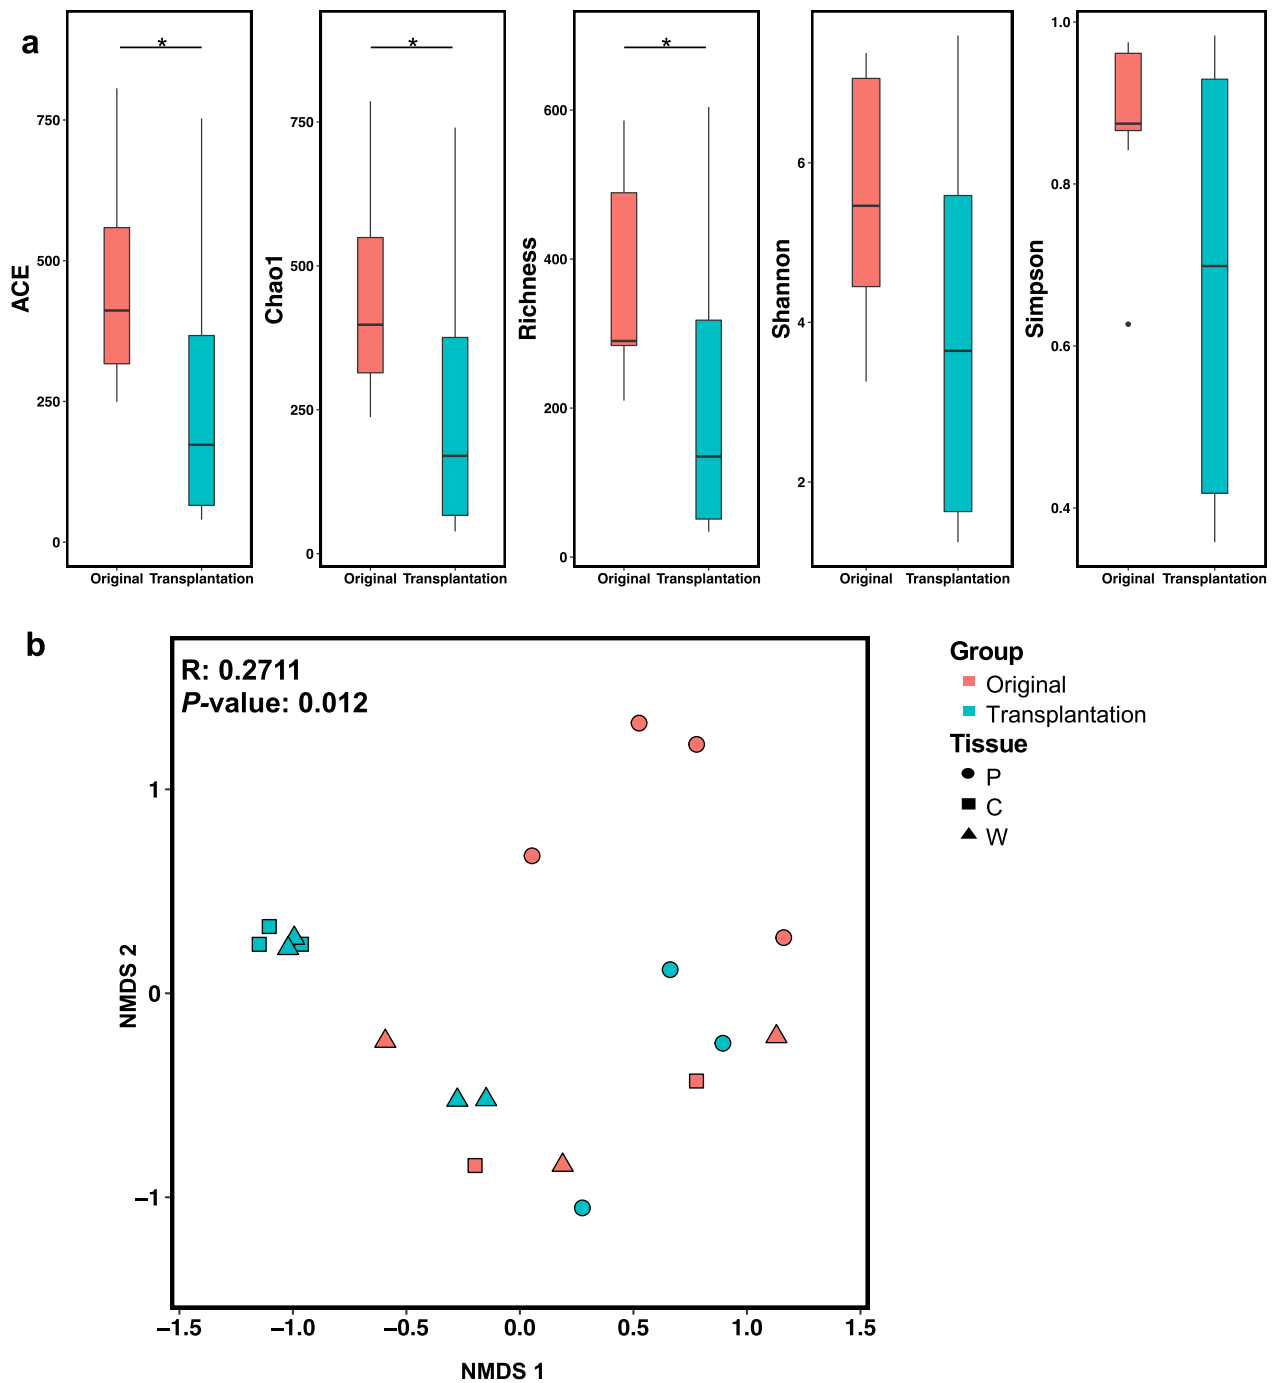 a
*
*
*
ACE
750
500
250
0
Original Transplantation
Chao1
750
500
250
0
Original Transplantation
Richness
600
400
200
0
Original Transplantation
Shannon
6
4
2
Original Transplantation
Simpson
1.0
0.8
0.6
0.4
Original Transplantation
b
R: 0.2711
P-value: 0.012
NMDS 2
1
0
−1
−1.5 −1.0 −0.5 0.0 0.5 1.0 1.5
NMDS 1
Group
Original
Transplantation
Tissue
P
C
W